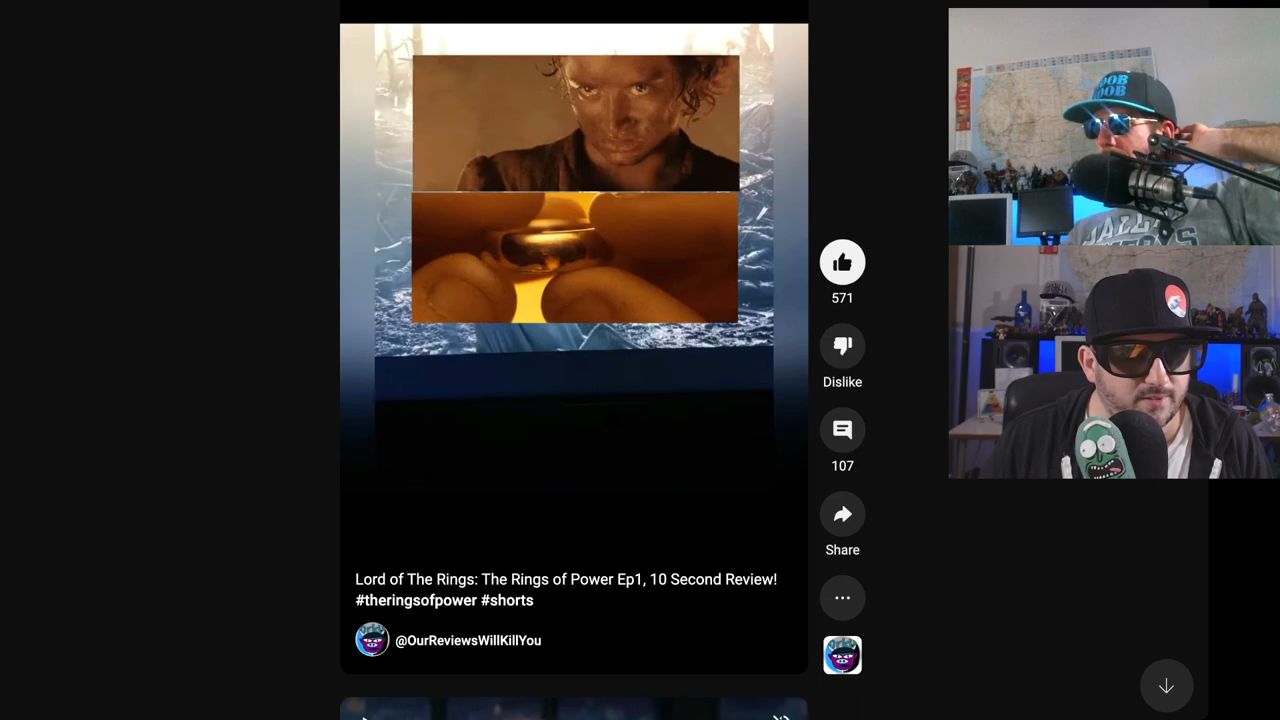 571
Dislike
107
Share
Lord of The Rings: The Rings of Power Ep1, 10 Second Review!
#theringsofpower #shorts
@OurReviewsWillKillYou